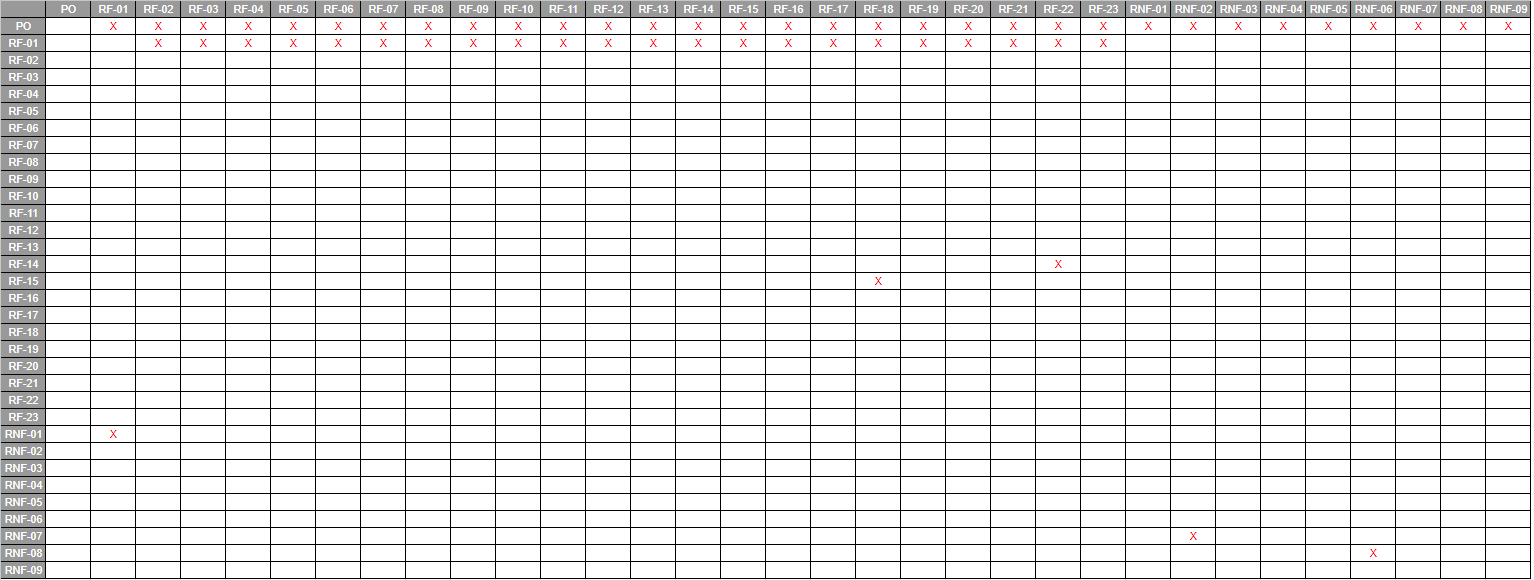 PO RF-01 RF-02 RF-03 RF-04 RF-05 RF-06 RF-07 RF-08 RF-09 RF-10 RF-11 RF-12 RF-13 RF-14 RF-15 RF-16 RF-17 RF-18 RF-19 RF-20 RF-21 RF-22 RF-23 RNF-01 RNF-02 RNF-03 RNF-04 RNF-05 RNF-06 RNF-07 RNF-08 RNF-09
PO X X X X X X X X X X X X X X X X X X X X X X X X X X X X X X X X
RF-01 X X X X X X X X X X X X X X X X X X X X X X
RF-02
RF-03
RF-04
RF-05
RF-06
RF-07
RF-08
RF-09
RF-10
RF-11
RF-12
RF-13
RF-14 X
RF-15 X
RF-16
RF-17
RF-18
RF-19
RF-20
RF-21
RF-22
RF-23
RNF-01 X
RNF-02
RNF-03
RNF-04
RNF-05
RNF-06
RNF-07 X
RNF-08 X
RNF-09